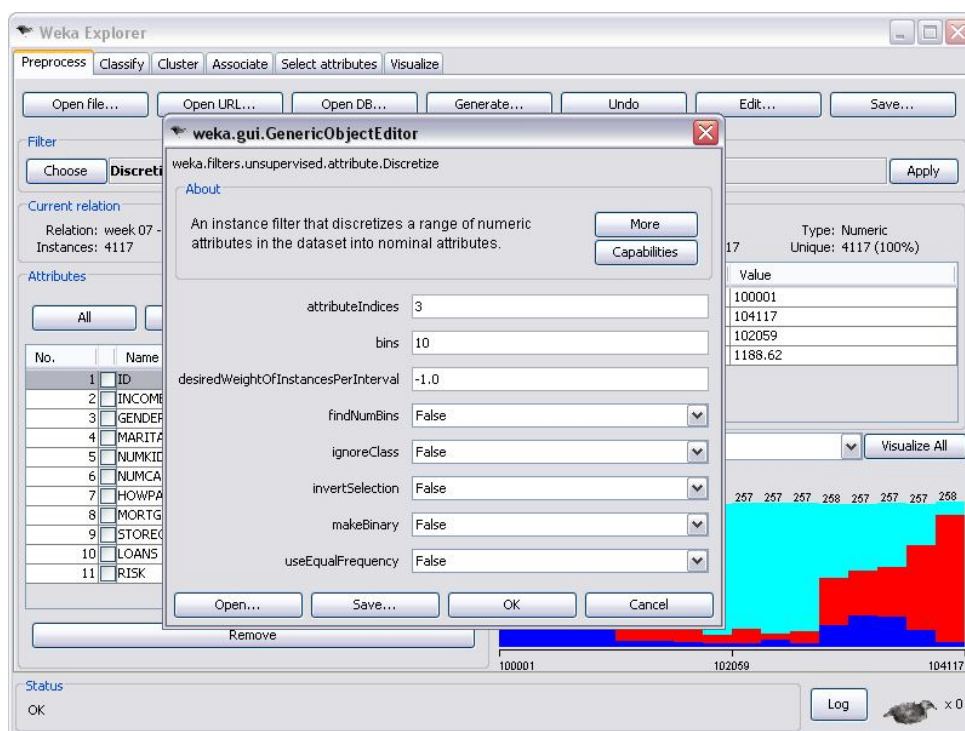 Weka Explorer
Preprocess Classify Cluster Associate Select attributes Visualize
Open file... Open URL... Open DB... Generate... Undo Edit... Save...
Filter
Choose Apply
Current relation
Relation: week 07 -
Instances: 4117
Type: Numeric
Unique: 4117 (100%)
Attributes
All
No. Name
1 ID
2 INCOME
3 GENDER
4
5
6
7
8
9
10 LOANS
11 RISK
Remove
weka.gui.GenericObjectEditor
weka.filters.unsupervised.attribute.Discretize
About
An instance filter that discretizes a range of numeric
attributes in the dataset into nominal attributes.
More
Capabilities
attributeIndices 3
bins 10
desiredWeightOfInstancesPerInterval -1.0
findNumBins False
ignoreClass False
invertSelection False
makeBinary False
useEqualFrequency False
Open... Save... OK Cancel
Value
100001
104117
102059
1188.62
Visualize All
257 257 257 258 257 257 257 258
100001 102059 104117
Status
OK
Log x 0